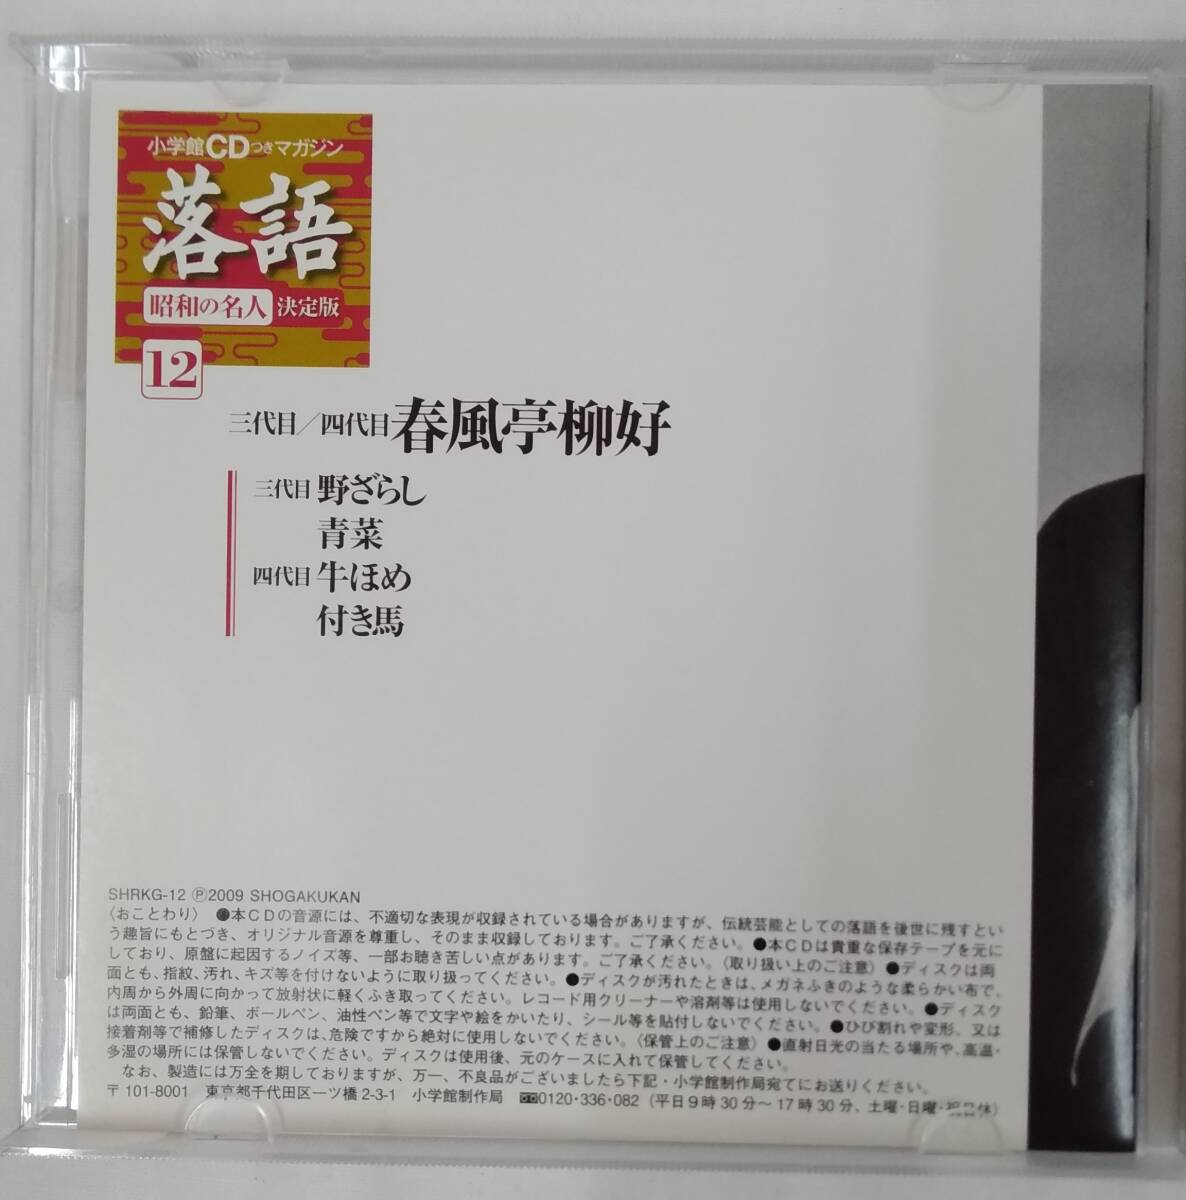 小学館CDつきマガジン
落語
昭和の名人 決定版
12
三代目／四代目 春風亭柳好
三代目 野ざらし
青菜
四代目 牛ほめ
付き馬
SHRKG-12 Ⓟ2009 SHOGAKUKAN
〈おことわり〉 ●本CDの音源には、不適切な表現が収録されている場合がありますが、伝統芸能としての落語を後世に残すとい
う趣旨にもとづき、オリジナル音源を尊重し、そのまま収録しております。ご了承ください。●本CDは貴重な保存テープを元に
しており、原盤に起因するノイズ等、一部お聴き苦しい点があります。ご了承ください。〈取り扱い上のご注意〉●ディスクは両
面とも、指紋、汚れ、キズ等を付けないように取り扱ってください。●ディスクが汚れたときは、メガネふきのような柔らかい布で、
内周から外周に向かって放射状に軽くふき取ってください。レコード用クリーナーや溶剤等は使用しないでください。●ディスク
は両面とも、鉛筆、ボールペン、油性ペン等で文字や絵をかいたり、シール等を貼付しないでください。●ひび割れや変形、又は
接着剤等で補修したディスクは、危険ですから絶対に使用しないでください。〈保管上のご注意〉●直射日光の当たる場所や、高温・
多湿の場所には保管しないでください。ディスクは使用後、元のケースに入れて保管してください。
なお、製造には万全を期しておりますが、万一、不良品がございましたら下記・小学館制作局宛てにお送りください。
〒101-8001 東京都千代田区一ツ橋2-3-1 小学館制作局 0120・336・082（平日9時30分～17時30分、土曜・日曜・祝日休）